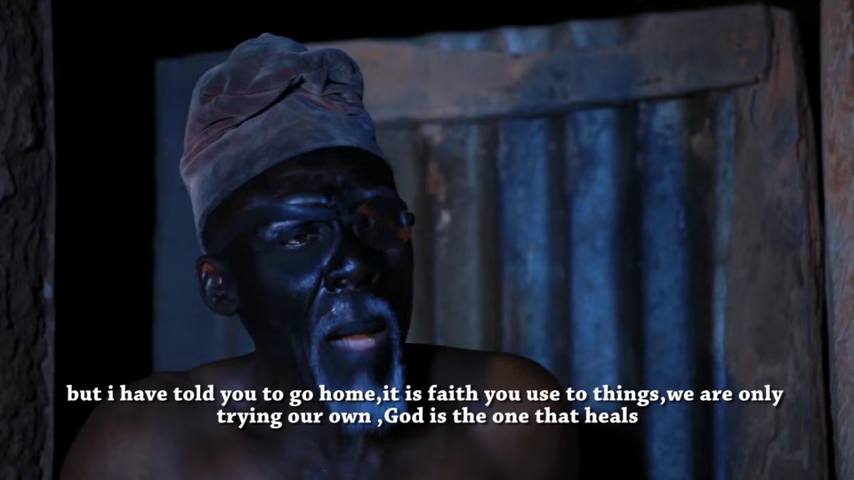 but i have told you to go home,it is faith you use to things,we are only
trying our own ,God is the one that heals